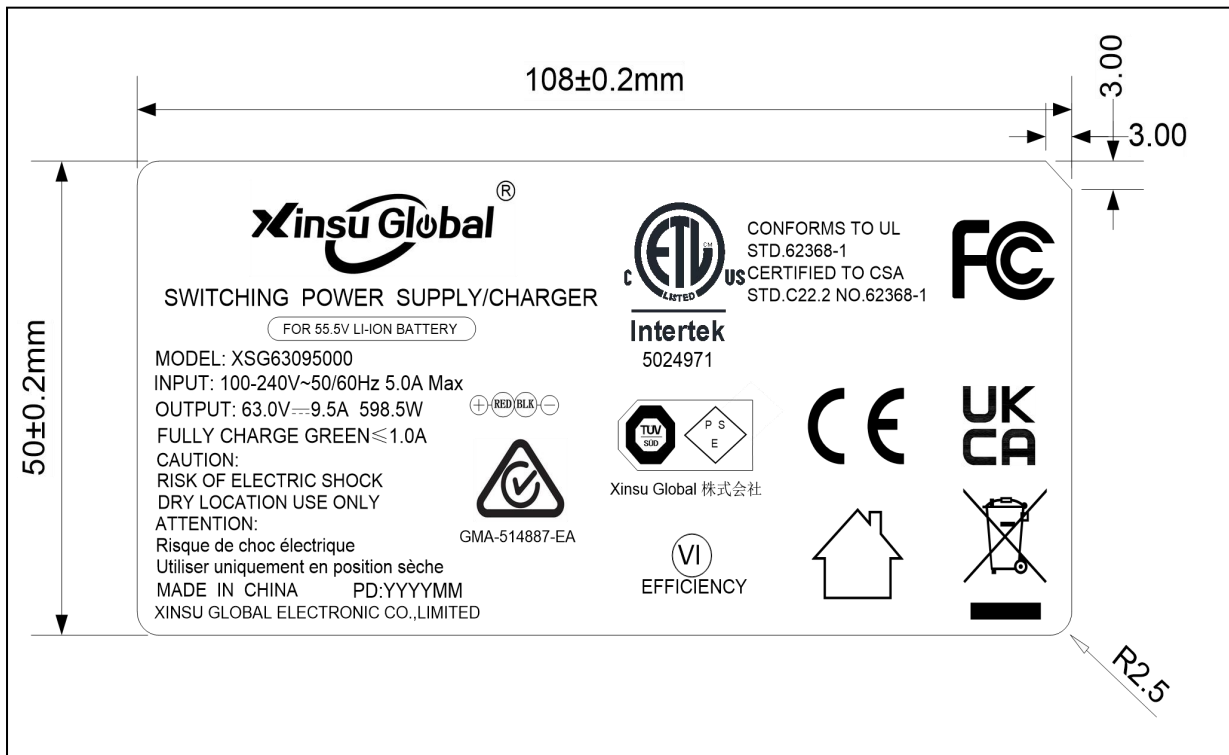 108±0.2mm
3.00
3.00
50±0.2mm
Xinsu Global®
SWITCHING POWER SUPPLY/CHARGER
FOR 55.5V LI-ION BATTERY
MODEL: XSG63095000
INPUT: 100-240V~50/60Hz 5.0A Max
OUTPUT: 63.0V⎓9.5A 598.5W
FULLY CHARGE GREEN≤1.0A
CAUTION:
RISK OF ELECTRIC SHOCK
DRY LOCATION USE ONLY
ATTENTION:
Risque de choc électrique
Utiliser uniquement en position sèche
MADE IN CHINA PD:YYYYMM
XINSU GLOBAL ELECTRONIC CO.,LIMITED
+ RED BLK −
GMA-514887-EA
C ETL CM US
LISTED
Intertek
5024971
CONFORMS TO UL
STD.62368-1
CERTIFIED TO CSA
STD.C22.2 NO.62368-1
FC
TUV
SÜD
P S
E
Xinsu Global 株式会社
VI
EFFICIENCY
CE
UK
CA
R2.5